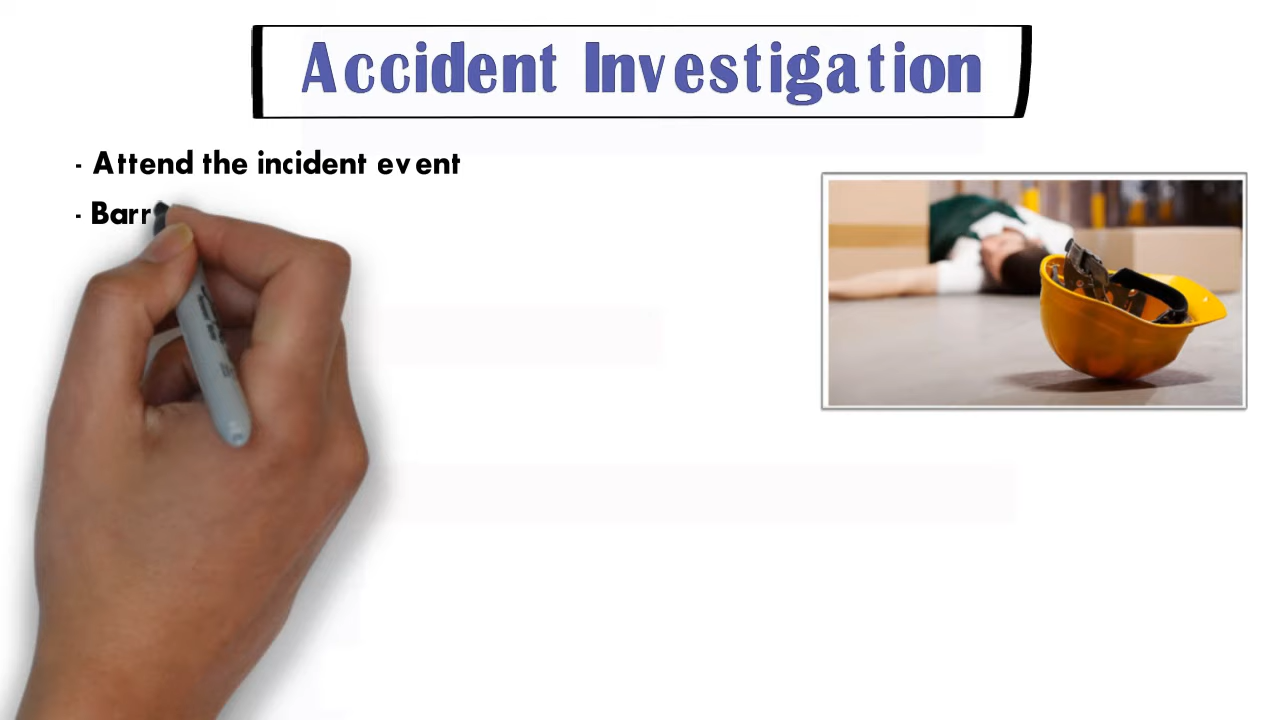 Accident Investigation
- Attend the incident event
- Barr